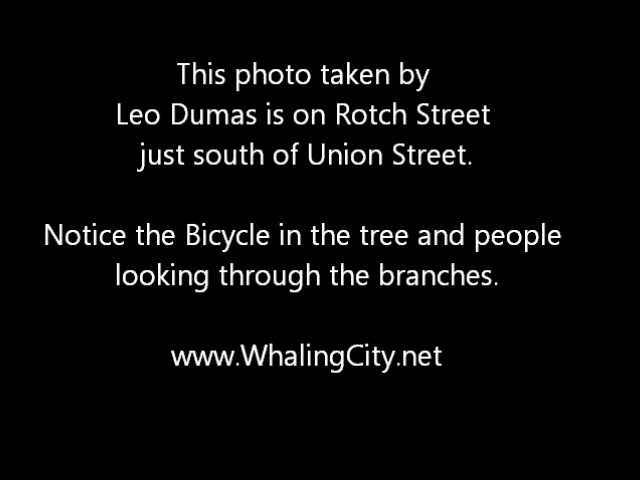 This photo taken by
Leo Dumas is on Rotch Street
just south of Union Street.
Notice the Bicycle in the tree and people
looking through the branches.
www.WhalingCity.net